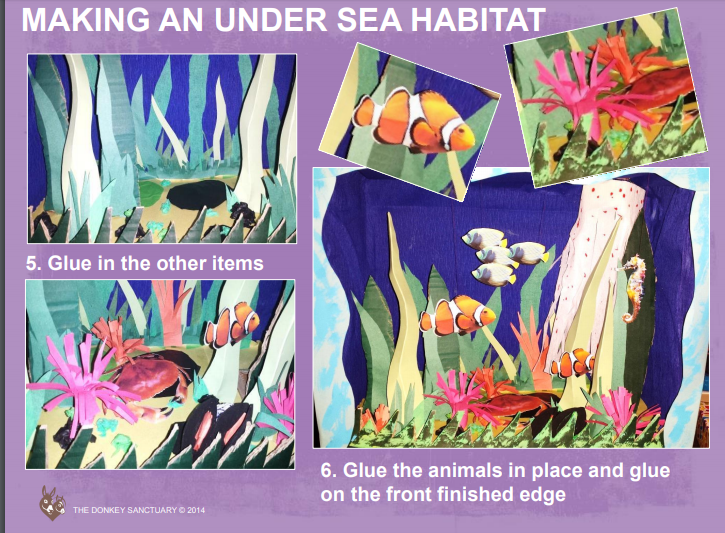 MAKING AN UNDER SEA HABITAT
5. Glue in the other items
6. Glue the animals in place and glue
on the front finished edge
THE DONKEY SANCTUARY © 2014